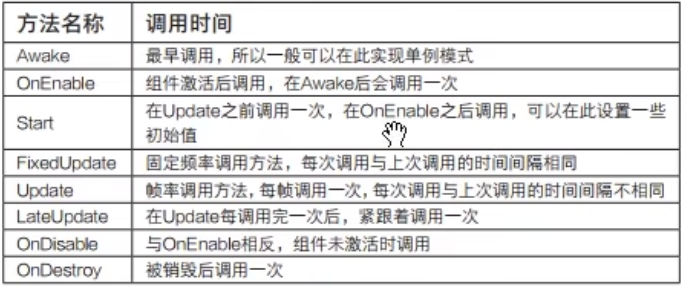 方法名称 调用时间
Awake 最早调用，所以一般可以在此实现单例模式
OnEnable 组件激活后调用，在Awake后会调用一次
Start 在Update之前调用一次，在OnEnable之后调用，可以在此设置一些
初始值
FixedUpdate 固定频率调用方法，每次调用与上次调用的时间间隔相同
Update 帧率调用方法，每帧调用一次，每次调用与上次调用的时间间隔不相同
LateUpdate 在Update每调用完一次后，紧跟着调用一次
OnDisable 与OnEnable相反，组件未激活时调用
OnDestroy 被销毁后调用一次